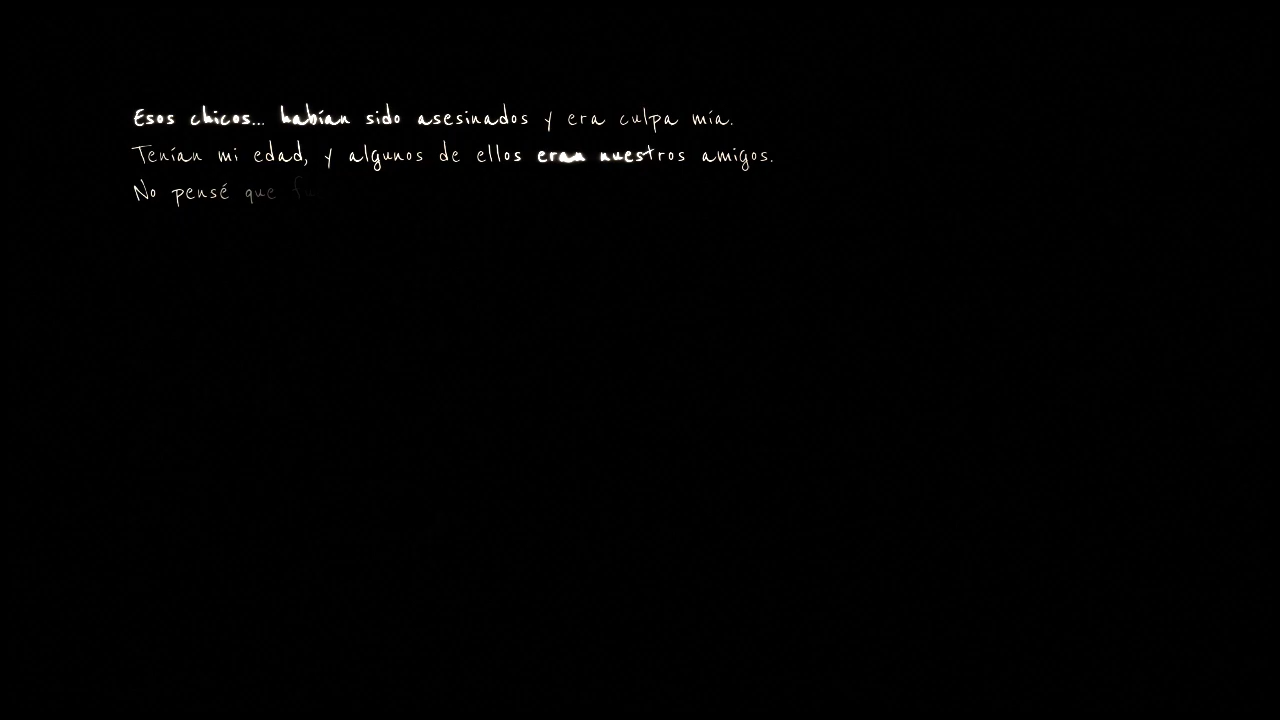 Esos chicos... habían sido asesinados y era culpa mía.
Tenían mi edad, y algunos de ellos eran nuestros amigos.
No pensé que